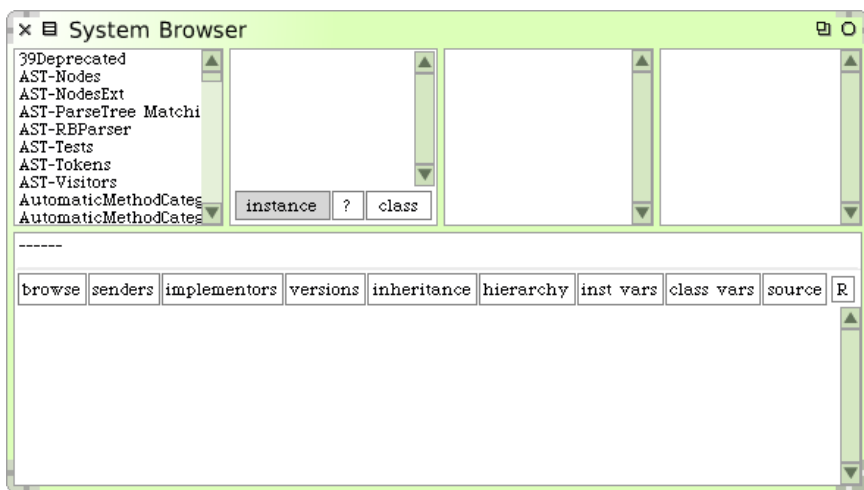 System Browser
39Deprecated
AST-Nodes
AST-NodesExt
AST-ParseTree Matchi
AST-RBParser
AST-Tests
AST-Tokens
AST-Visitors
AutomaticMethodCateg
AutomaticMethodCateg
instance ? class
------
browse senders implementors versions inheritance hierarchy inst vars class vars source R